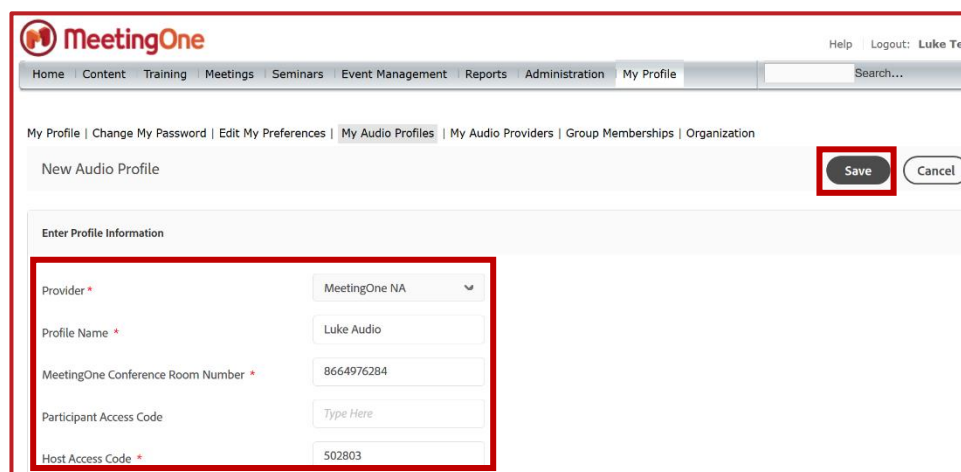 MeetingOne
Help Logout: Luke Te
Home Content Training Meetings Seminars Event Management Reports Administration My Profile Search...
My Profile | Change My Password | Edit My Preferences | My Audio Profiles | My Audio Providers | Group Memberships | Organization
New Audio Profile Save Cancel
Enter Profile Information
Provider * MeetingOne NA
Profile Name * Luke Audio
MeetingOne Conference Room Number * 8664976284
Participant Access Code Type Here
Host Access Code * 502803